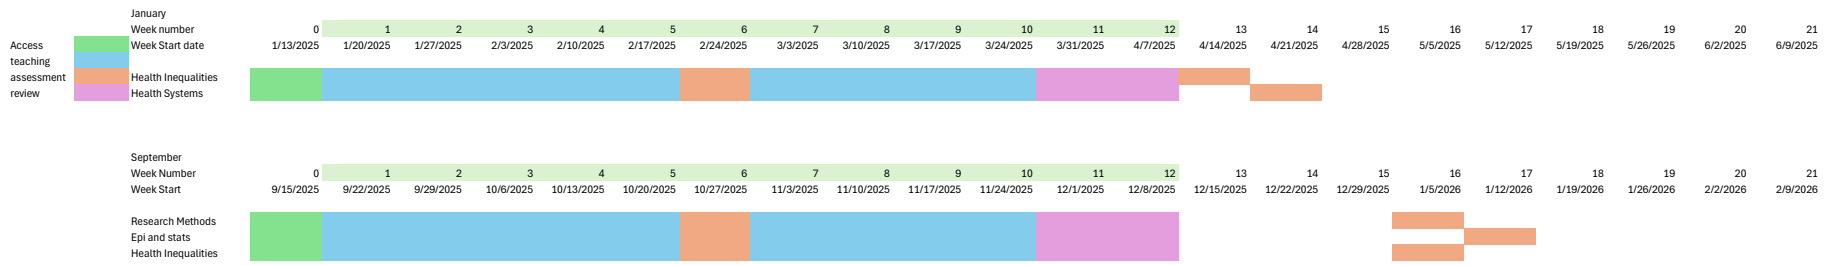 January
Week number 0 1 2 3 4 5 6 7 8 9 10 11 12 13 14 15 16 17 18 19 20 21
Access Week Start date 1/13/2025 1/20/2025 1/27/2025 2/3/2025 2/10/2025 2/17/2025 2/24/2025 3/3/2025 3/10/2025 3/17/2025 3/24/2025 3/31/2025 4/7/2025 4/14/2025 4/21/2025 4/28/2025 5/5/2025 5/12/2025 5/19/2025 5/26/2025 6/2/2025 6/9/2025
teaching
assessment Health Inequalities
review Health Systems
September
Week Number 0 1 2 3 4 5 6 7 8 9 10 11 12 13 14 15 16 17 18 19 20 21
Week Start 9/15/2025 9/22/2025 9/29/2025 10/6/2025 10/13/2025 10/20/2025 10/27/2025 11/3/2025 11/10/2025 11/17/2025 11/24/2025 12/1/2025 12/8/2025 12/15/2025 12/22/2025 12/29/2025 1/5/2026 1/12/2026 1/19/2026 1/26/2026 2/2/2026 2/9/2026
Research Methods
Epi and stats
Health Inequalities